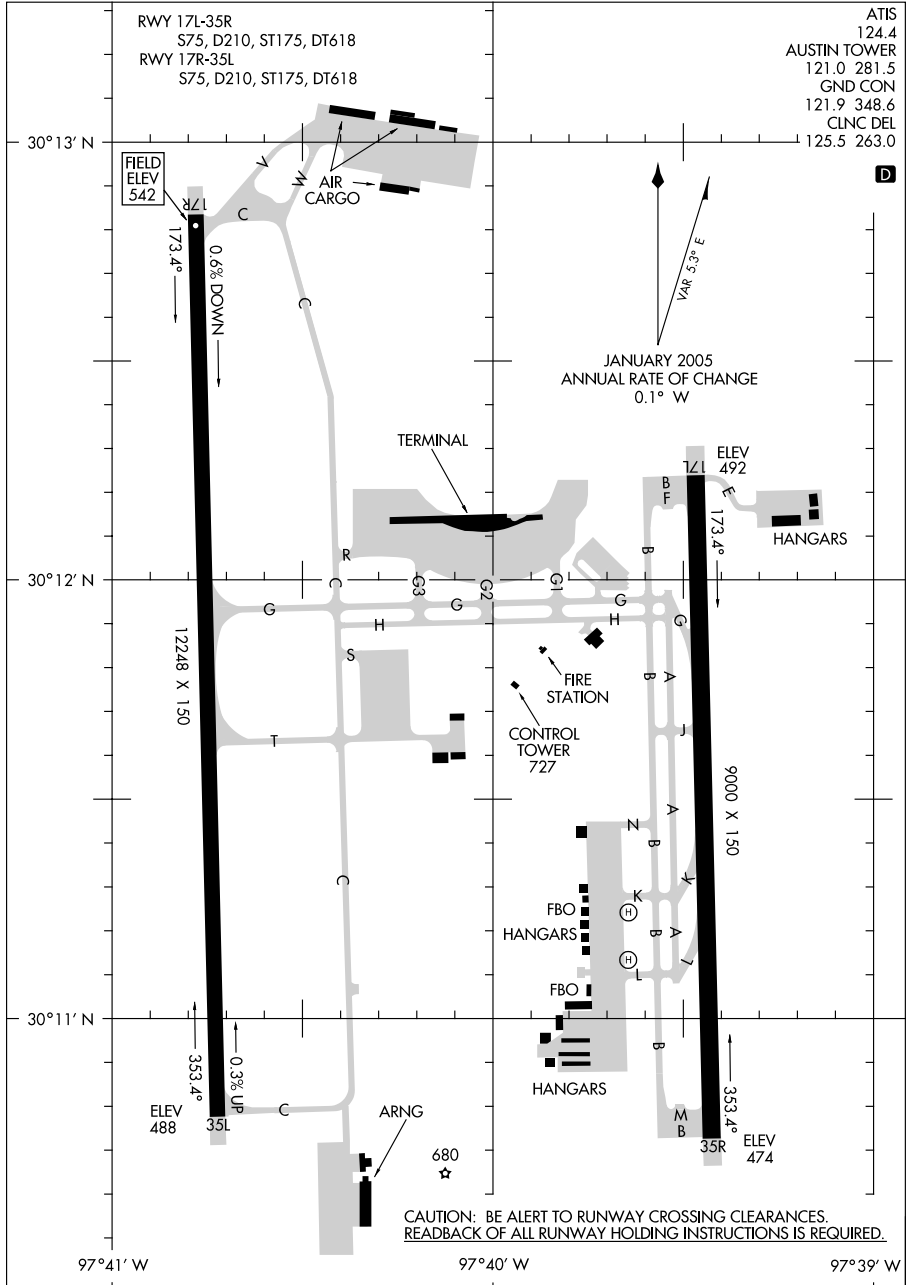 RWY 17L-35R
S75, D210, ST175, DT618
RWY 17R-35L
S75, D210, ST175, DT618
ATIS
124.4
AUSTIN TOWER
121.0 281.5
GND CON
121.9 348.6
CLNC DEL
125.5 263.0
D
30°13' N
FIELD
ELEV
542
V
W
AIR
CARGO
17R
C
173.4°
0.6% DOWN
C
VAR 5.3° E
JANUARY 2005
ANNUAL RATE OF CHANGE
0.1° W
TERMINAL
ELEV
492
17L
B
F
E
173.4°
HANGARS
B
R
30°12' N
C
G3
G2
G1
G
G
G
G
H
H
S
FIRE
STATION
B
A
12248 X 150
T
CONTROL
TOWER
727
J
9000 X 150
A
N
B
C
K
K
FBO
H
HANGARS
B
A
L
H
L
FBO
30°11' N
B
353.4°
0.3% UP
353.4°
HANGARS
ELEV
488
35L
C
ARNG
M
B
35R
ELEV
474
680
CAUTION: BE ALERT TO RUNWAY CROSSING CLEARANCES.
READBACK OF ALL RUNWAY HOLDING INSTRUCTIONS IS REQUIRED.
97°41' W
97°40' W
97°39' W